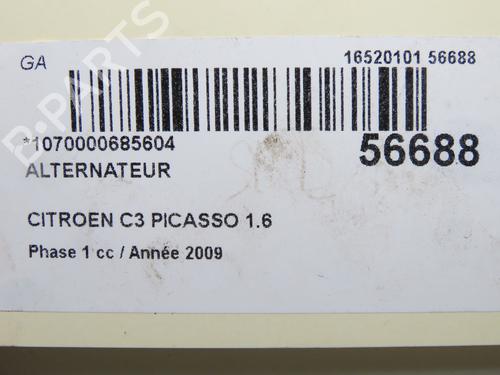 GA 16520101 56688
*1070000685604 56688
ALTERNATEUR
CITROEN C3 PICASSO 1.6
Phase 1 cc / Année 2009
B-PARTS